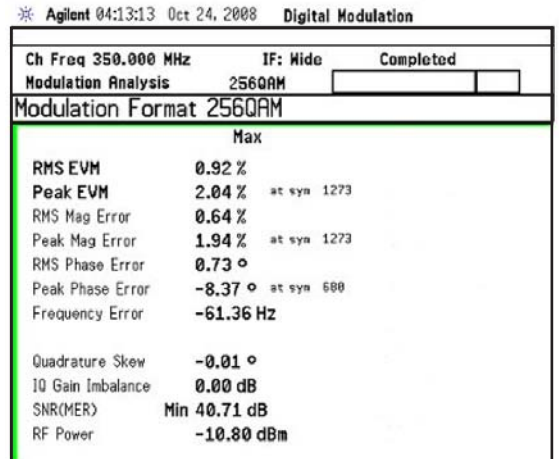 Agilent 04:13:13 Oct 24, 2008 Digital Modulation
Ch Freq 350.000 MHz IF: Wide Completed
Modulation Analysis 256QAM
Modulation Format 256QAM
Max
RMS EVM 0.92 %
Peak EVM 2.04 % at sym 1273
RMS Mag Error 0.64 %
Peak Mag Error 1.94 % at sym 1273
RMS Phase Error 0.73 °
Peak Phase Error -8.37 ° at sym 680
Frequency Error -61.36 Hz
Quadrature Skew -0.01 °
IQ Gain Imbalance 0.00 dB
SNR(MER) Min 40.71 dB
RF Power -10.80 dBm